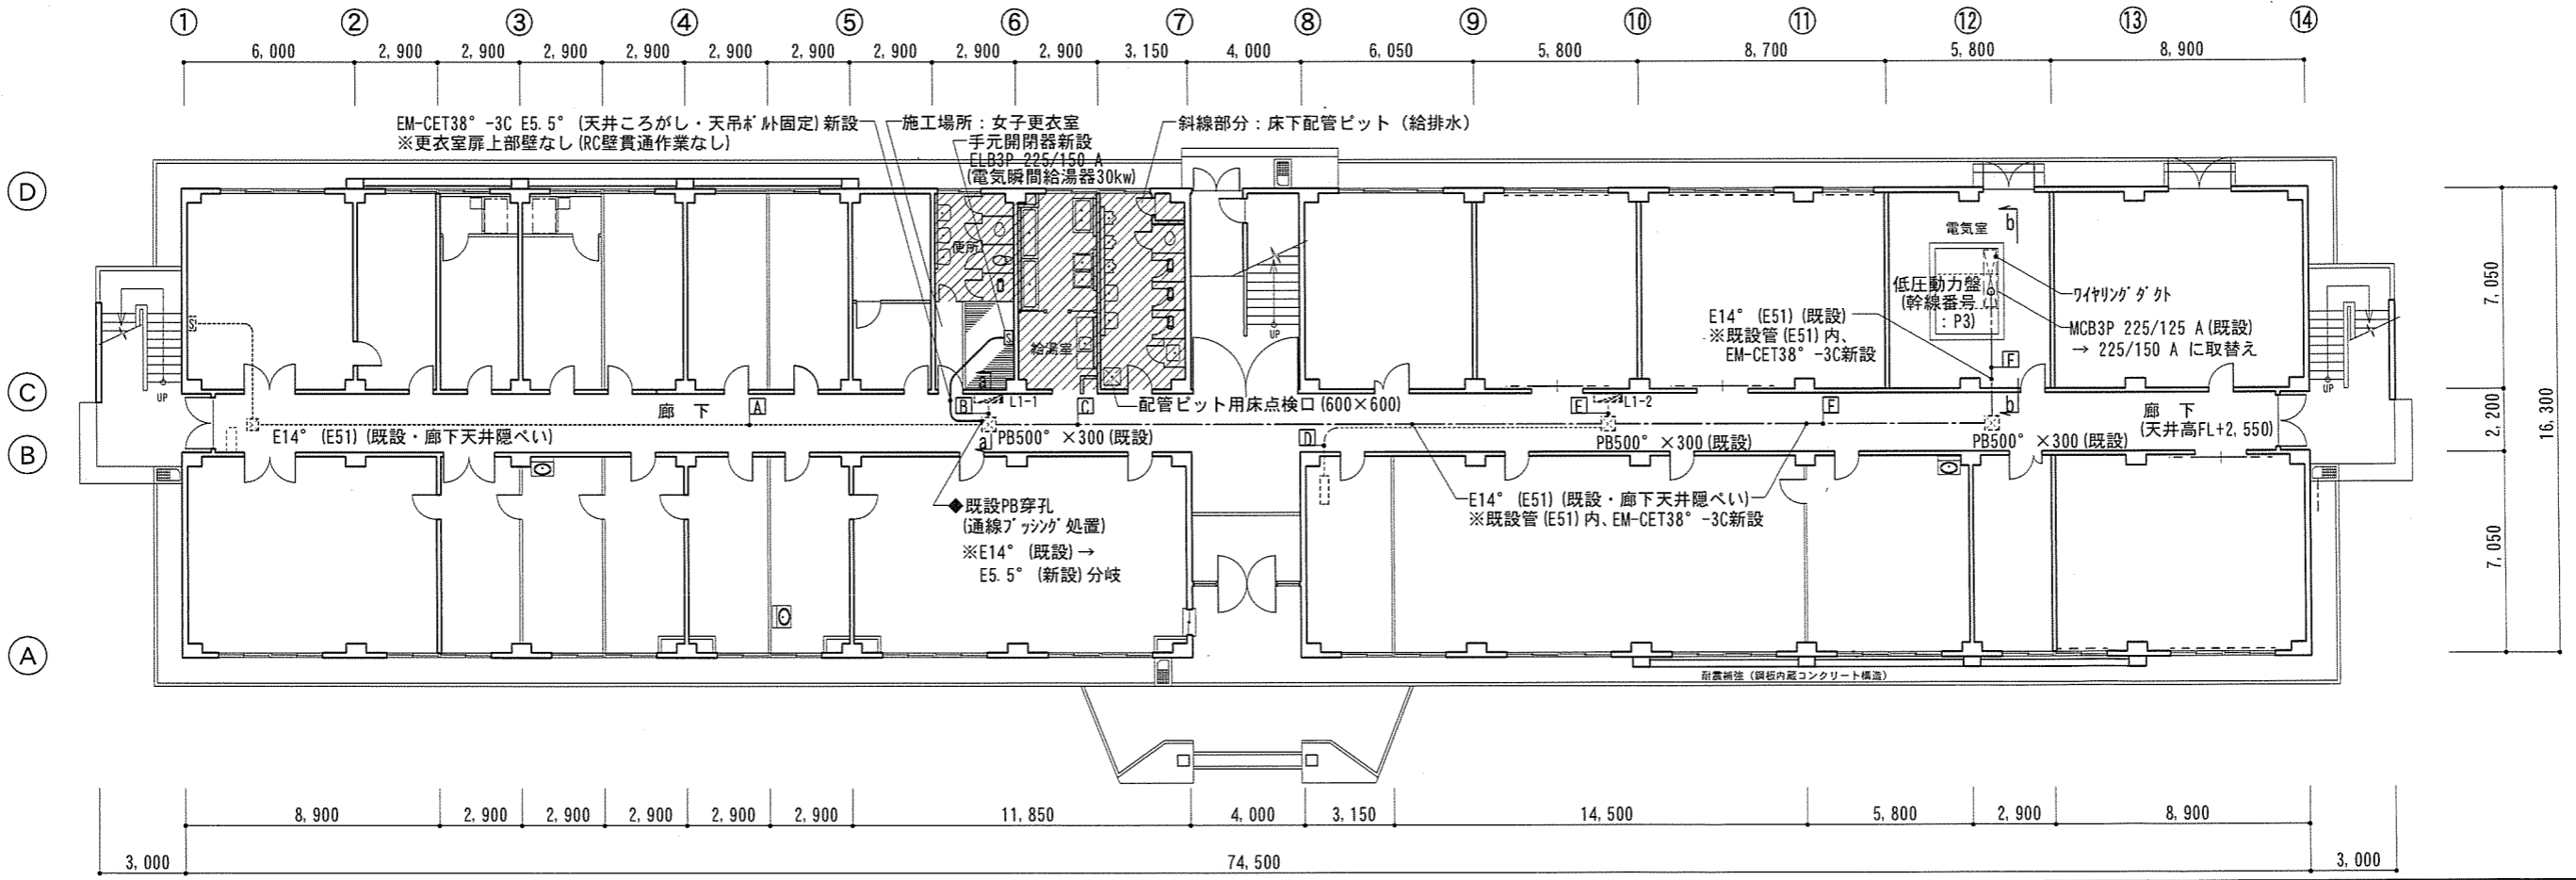 ① ② ③ ④ ⑤ ⑥ ⑦ ⑧ ⑨ ⑩ ⑪ ⑫ ⑬ ⑭
6,000 2,900 2,900 2,900 2,900 2,900 2,900 2,900 2,900 2,900 3,150 4,000 6,050 5,800 8,700 5,800 8,900
EM-CET38°-3C E5.5° (天井ころがし・天吊ボルト固定)新設
※更衣室扉上部壁なし(RC壁貫通作業なし)
施工場所：女子更衣室
手元開閉器新設
ELB3P 225/150 A
(電気瞬間給湯器30kw)
斜線部分：床下配管ピット (給排水)
Ⓓ
便所
給湯室
UP
電気室
b
低圧動力盤
(幹線番号
: P3)
ワイヤリングダクト
MCB3P 225/125 A(既設)
→ 225/150 A に取替え
E14° (E51)(既設)
※既設管(E51)内、
EM-CET38°-3C新設
F
S
S
UP
UP
7,050
Ⓒ
廊 下
A
B
a
L1-1
C
配管ピット用床点検口(600×600)
E
L1-2
F
b
廊 下
(天井高FL+2,550)
2,200
16,300
E14° (E51)(既設・廊下天井隠ぺい)
a
PB500°×300(既設)
D
PB500°×300(既設)
PB500°×300(既設)
Ⓑ
◆既設PB穿孔
(通線ブッシング処置)
※E14° (既設)→
E5.5° (新設)分岐
E14° (E51)(既設・廊下天井隠ぺい)
※既設管(E51)内、EM-CET38°-3C新設
7,050
Ⓐ
耐震補強 (鋼板内蔵コンクリート構造)
8,900 2,900 2,900 2,900 2,900 2,900 11,850 4,000 3,150 14,500 5,800 2,900 8,900
3,000 74,500 3,000